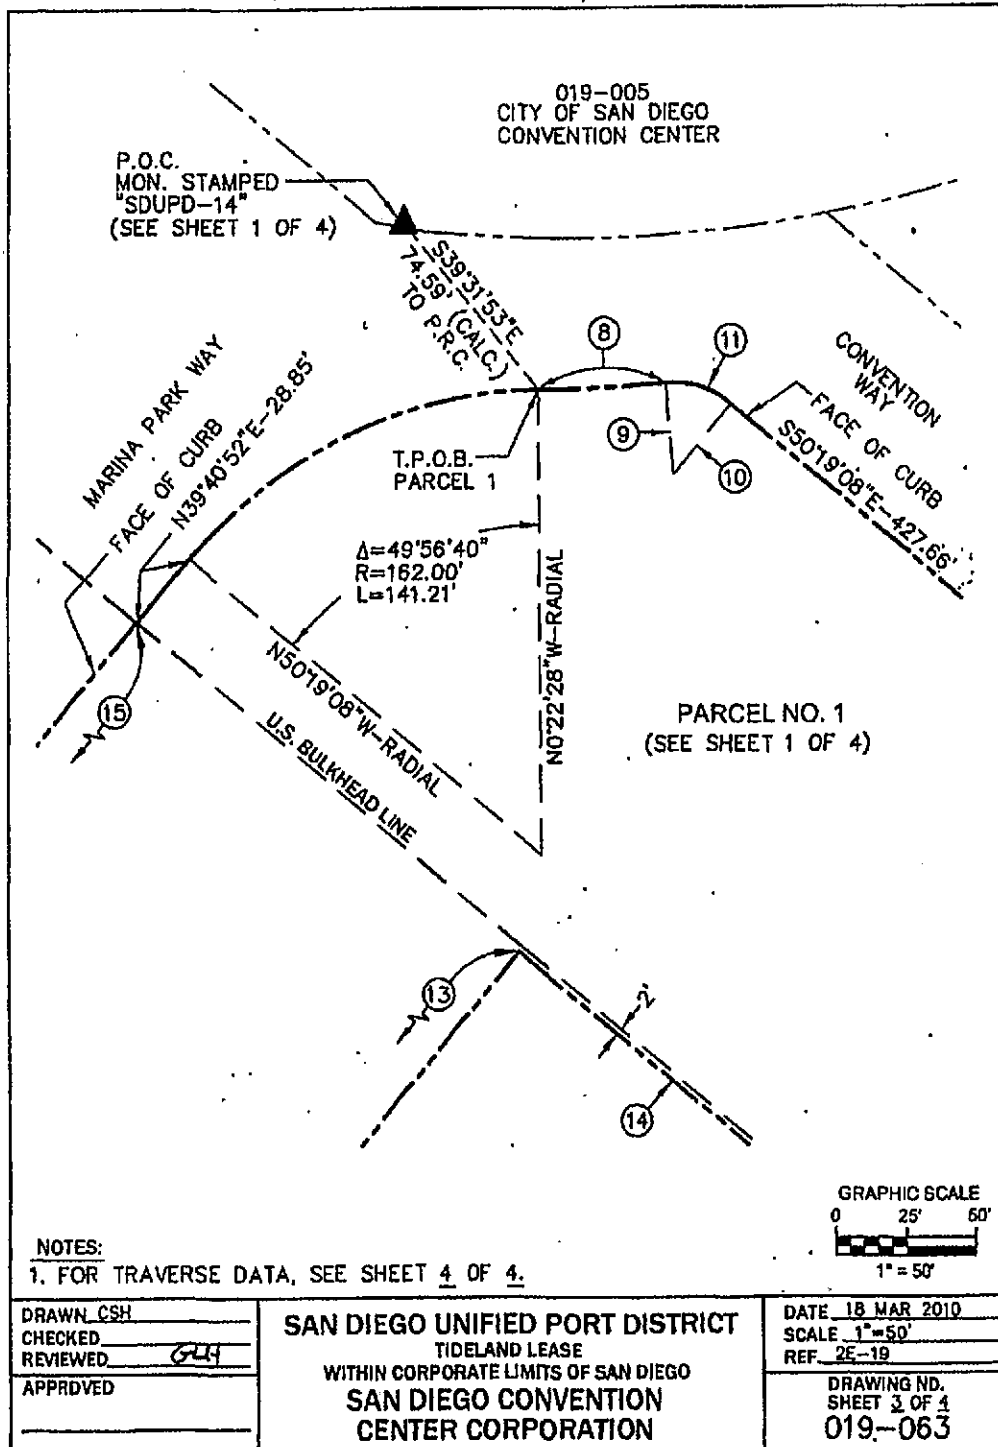 019-005
CITY OF SAN DIEGO
CONVENTION CENTER
P.O.C.
MON. STAMPED
"SDUPD-14"
(SEE SHEET 1 OF 4)
S39°31'53"E
74.59' (CALC.)
TO P.R.C.
8
11
CONVENTION
WAY
FACE OF CURB
S50°19'08"E-427.66'
MARINA PARK WAY
FACE OF CURB
N39°40'52"E-28.85'
9
10
T.P.O.B.
PARCEL 1
Δ=49°56'40"
R=162.00'
L=141.21'
N50°19'08"W-RADIAL
N0°22'28"W-RADIAL
15
U.S. BULKHEAD LINE
PARCEL NO. 1
(SEE SHEET 1 OF 4)
13
2'
14
GRAPHIC SCALE
0 25' 50'
1" = 50'
NOTES:
1. FOR TRAVERSE DATA, SEE SHEET 4 OF 4.
DRAWN CSH
CHECKED
REVIEWED GLH
APPROVED
SAN DIEGO UNIFIED PORT DISTRICT
TIDELAND LEASE
WITHIN CORPORATE LIMITS OF SAN DIEGO
SAN DIEGO CONVENTION
CENTER CORPORATION
DATE 18 MAR 2010
SCALE 1"=50'
REF. 2E-19
DRAWING NO.
SHEET 3 OF 4
019-063